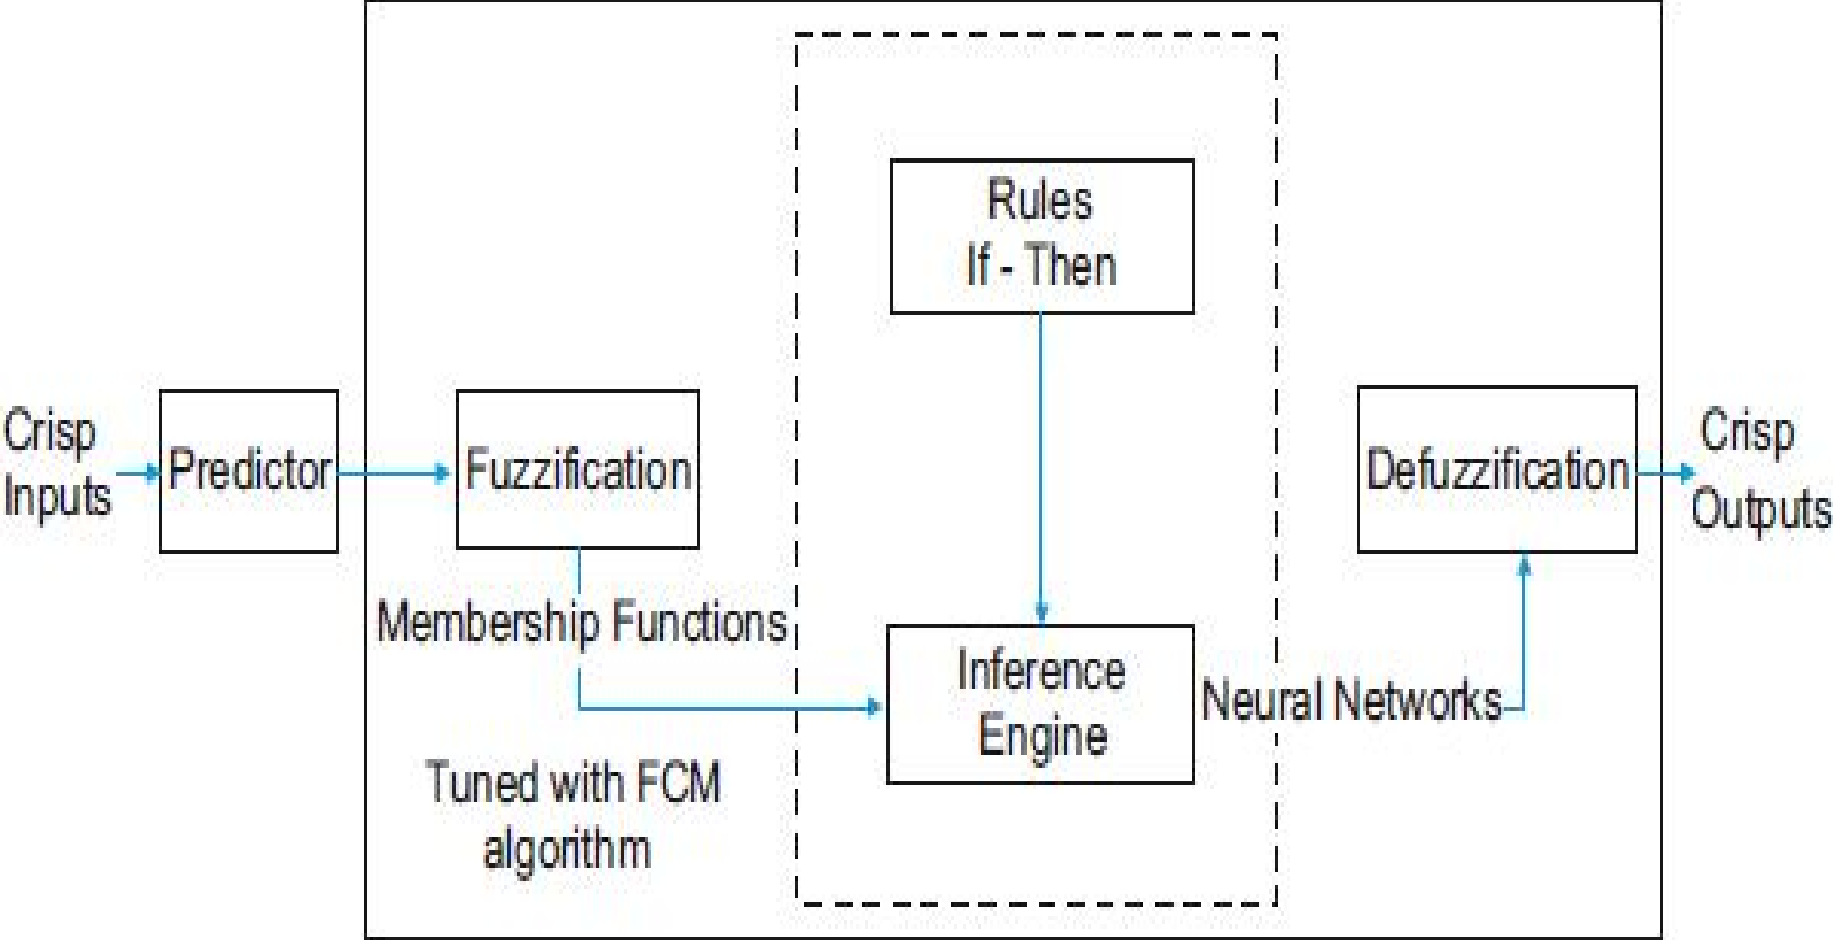 Crisp
Inputs
Predictor
Fuzzification
Membership Functions
Tuned with FCM
algorithm
Rules
If - Then
Inference
Engine
Neural Networks
Defuzzification
Crisp
Outputs